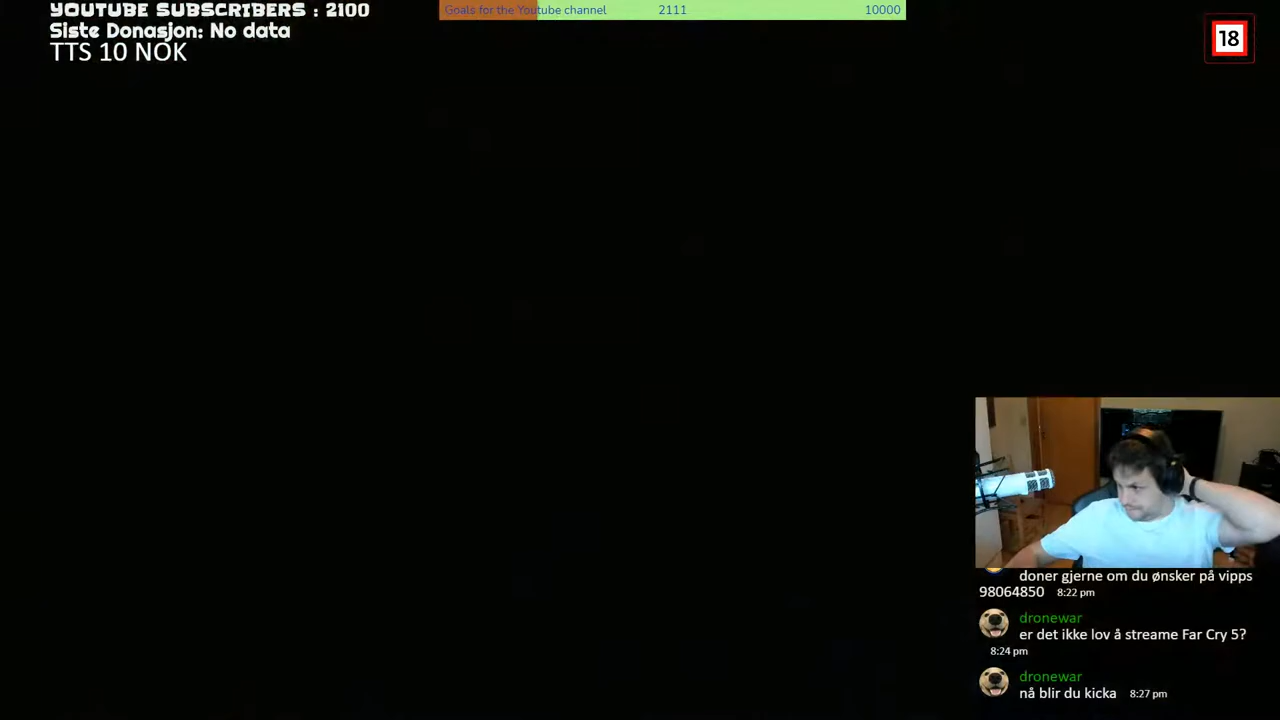 YOUTUBE SUBSCRIBERS : 2100
Goals for the Youtube channel 2111 10000
Siste Donasjon: No data
TTS 10 NOK
18
doner gjerne om du ønsker på vipps
98064850 8:22 pm
dronewar
er det ikke lov å streame Far Cry 5?
8:24 pm
dronewar
nå blir du kicka 8:27 pm